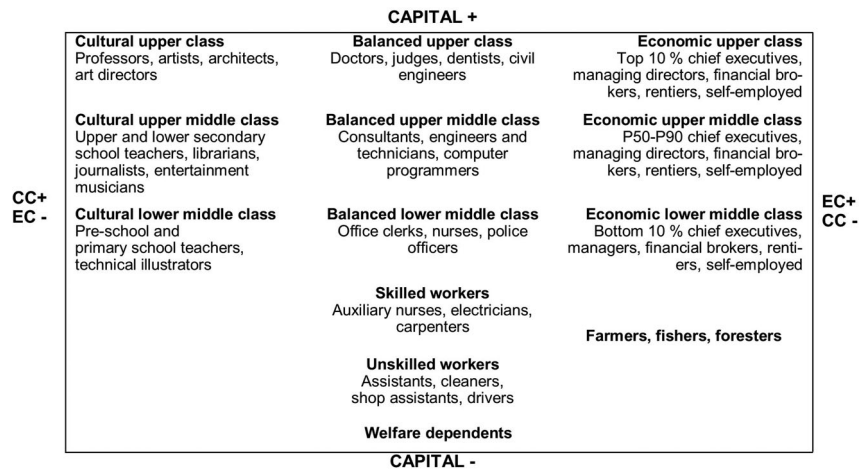 CAPITAL +
Cultural upper class
Professors, artists, architects,
art directors
Balanced upper class
Doctors, judges, dentists, civil
engineers
Economic upper class
Top 10 % chief executives,
managing directors, financial bro-
kers, rentiers, self-employed
Cultural upper middle class
Upper and lower secondary
school teachers, librarians,
journalists, entertainment
musicians
Balanced upper middle class
Consultants, engineers and
technicians, computer
programmers
Economic upper middle class
P50-P90 chief executives,
managing directors, financial bro-
kers, rentiers, self-employed
CC+
EC -
EC+
CC -
Cultural lower middle class
Pre-school and
primary school teachers,
technical illustrators
Balanced lower middle class
Office clerks, nurses, police
officers
Economic lower middle class
Bottom 10 % chief executives,
managers, financial brokers, renti-
ers, self-employed
Skilled workers
Auxiliary nurses, electricians,
carpenters
Farmers, fishers, foresters
Unskilled workers
Assistants, cleaners,
shop assistants, drivers
Welfare dependents
CAPITAL -